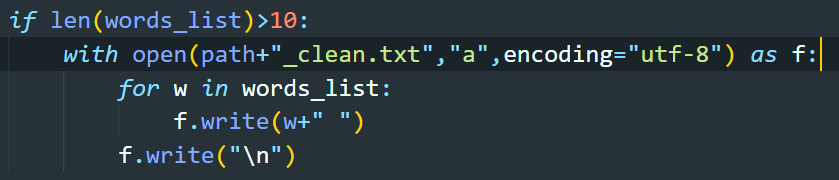 if len(words_list)>10:
    with open(path+"_clean.txt","a",encoding="utf-8") as f:
        for w in words_list:
            f.write(w+" ")
        f.write("\n")